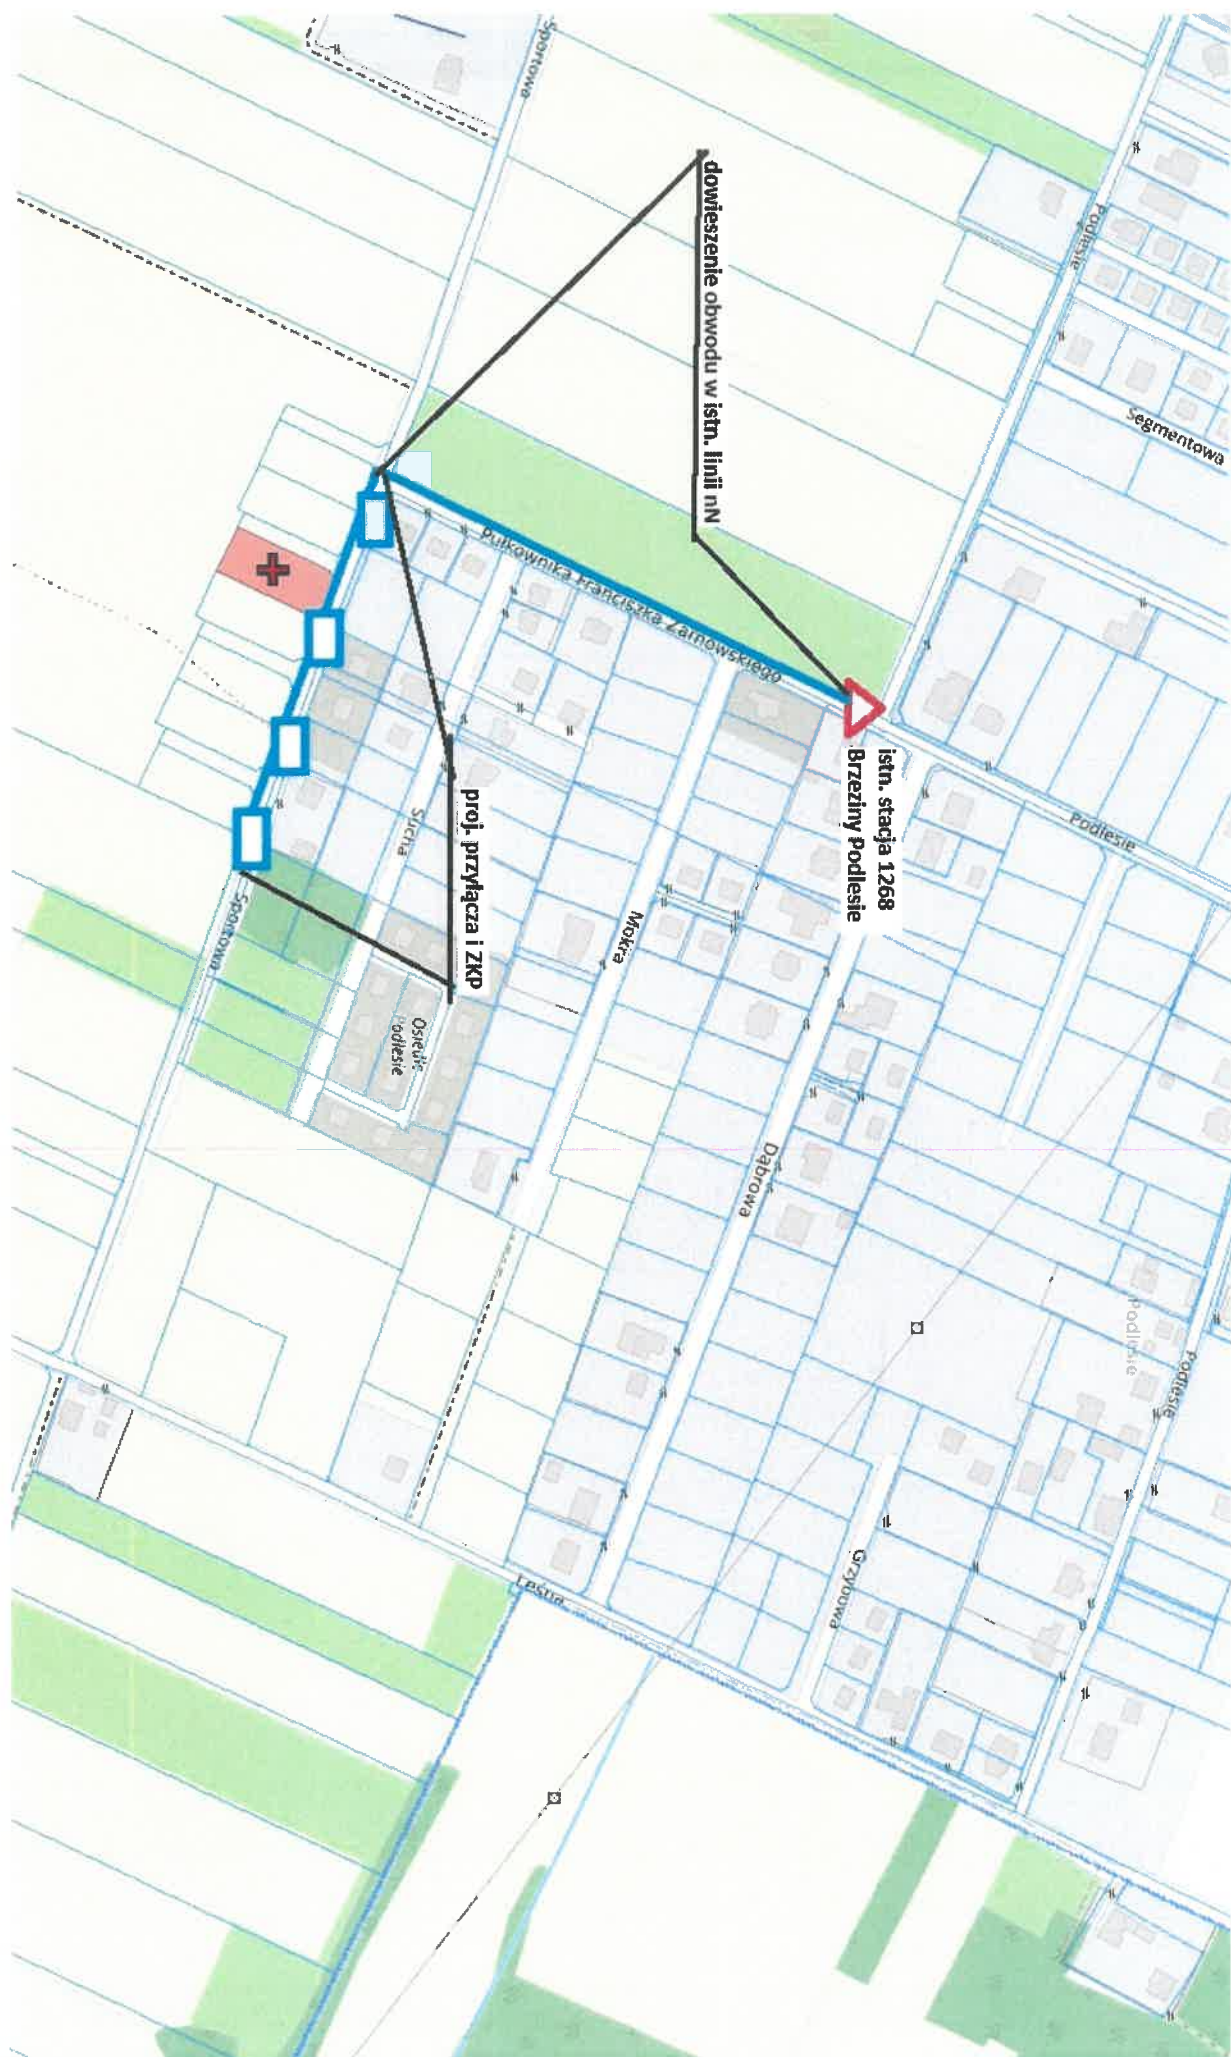 Sportowa
dowieszenie obwodu w istn. linii nN
Podlesie
Segmentowa
Pułkownika Franciszka Żarnowskiego
istn. stacja 1268
Brzeziny Podlesie
Podlesie
proj. przyłącza i ZKP
Sucha
Mokra
Sportowa
Osiedle
Podlesie
Dąbrowa
Podlesie
Podlesie
Grzybowa
Leśna